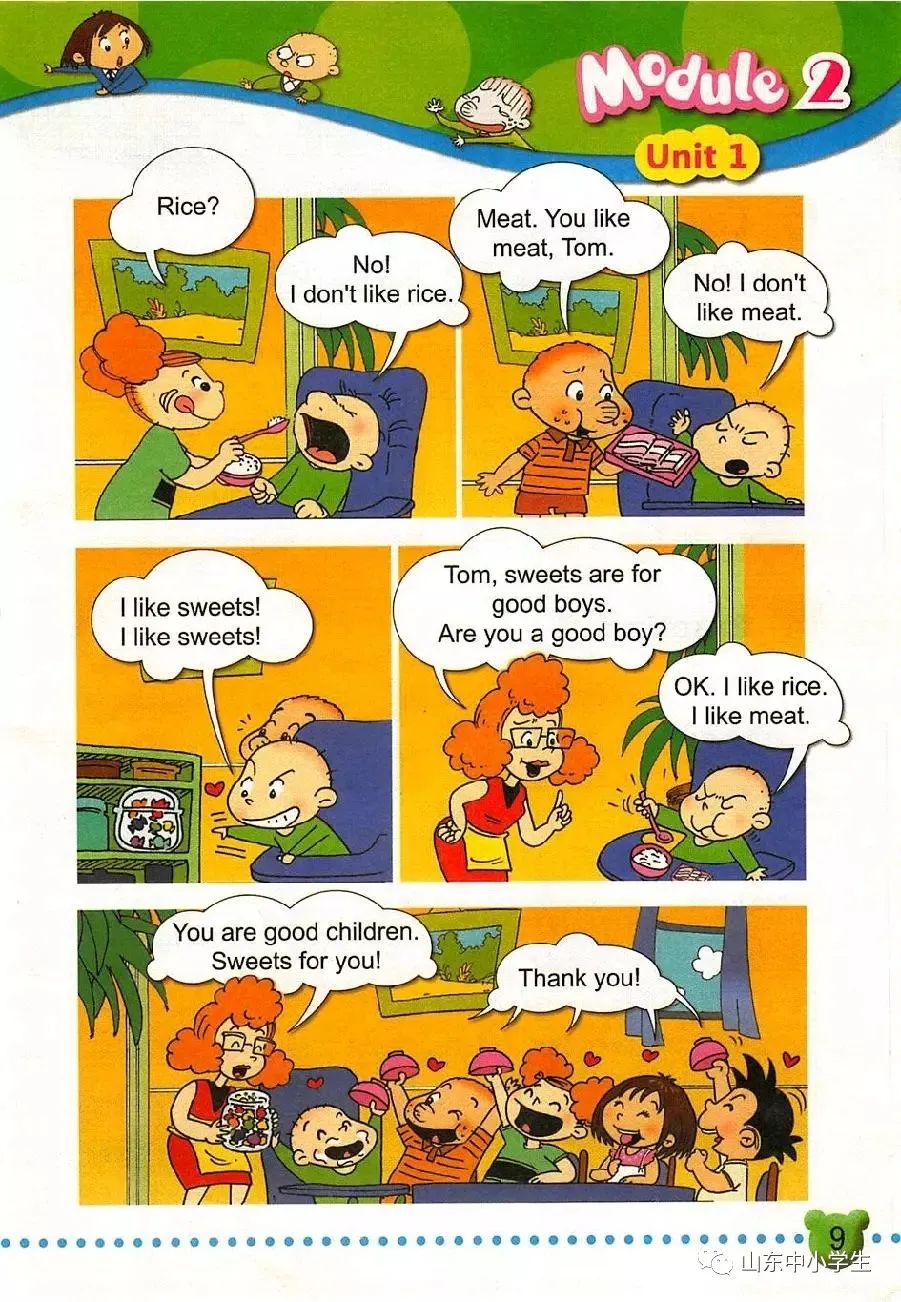 Module 2
Unit 1
Rice?
No!
I don't like rice.
Meat. You like
meat, Tom.
No! I don't
like meat.
I like sweets!
I like sweets!
Tom, sweets are for
good boys.
Are you a good boy?
OK. I like rice.
I like meat.
You are good children.
Sweets for you!
Thank you!
9
山东中小学生